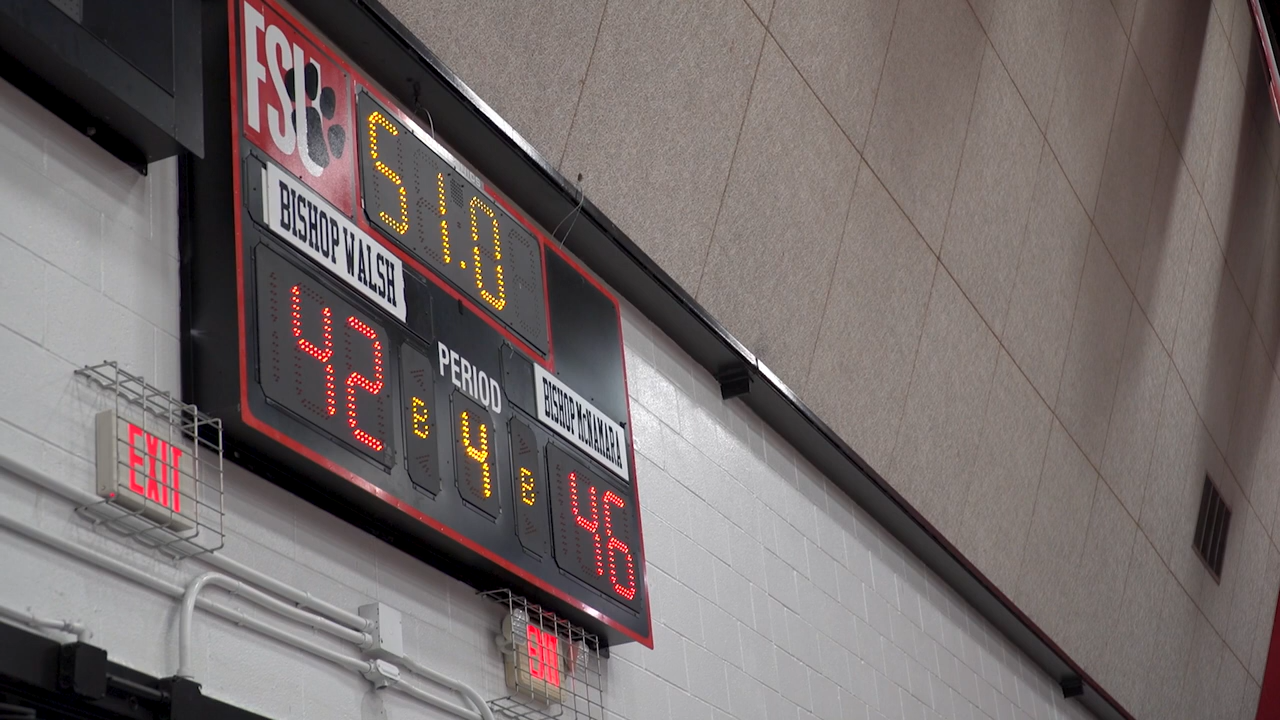 FSU
51.0
BISHOP WALSH
42
B
PERIOD
4
B
BISHOP McNAMARA
46
EXIT
EXIT